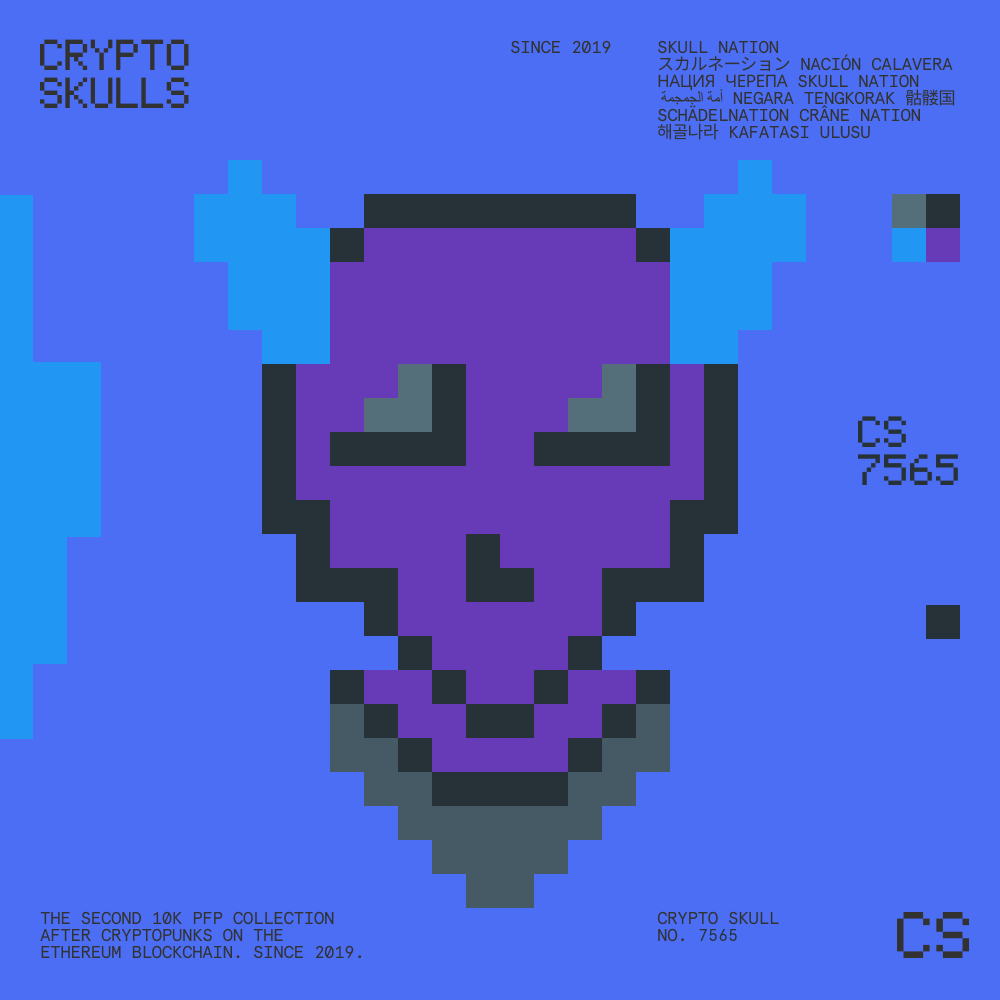 CRYPTO
SKULLS
SINCE 2019
SKULL NATION
スカルネーション NACIÓN CALAVERA
НАЦИЯ ЧЕРЕПА SKULL NATION
أمة الجمجمة NEGARA TENGKORAK 骷髅国
SCHÄDELNATION CRÂNE NATION
해골나라 KAFATASI ULUSU
CS
7565
THE SECOND 10K PFP COLLECTION
AFTER CRYPTOPUNKS ON THE
ETHEREUM BLOCKCHAIN. SINCE 2019.
CRYPTO SKULL
NO. 7565
CS